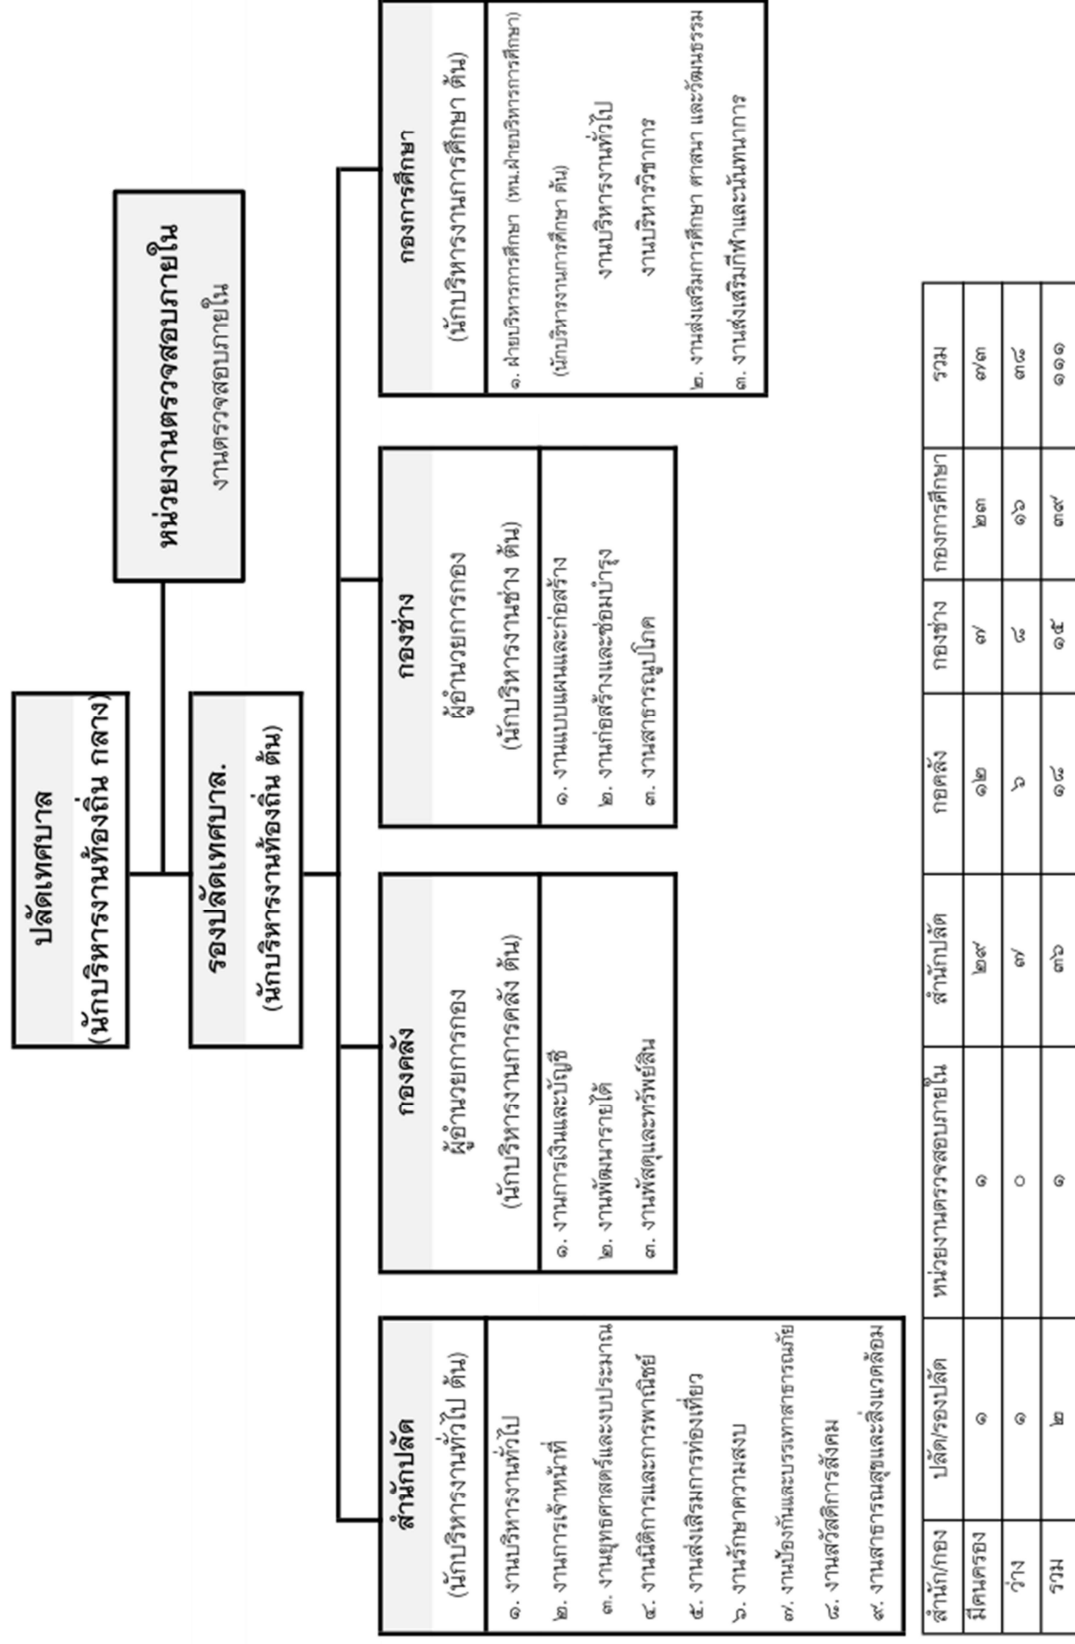 ปลัดเทศบาล
(นักบริหารงานท้องถิ่น กลาง)
หน่วยงานตรวจสอบภายใน
งานตรวจสอบภายใน
รองปลัดเทศบาล.
(นักบริหารงานท้องถิ่น ต้น)
สำนักปลัด
(นักบริหารงานทั่วไป ต้น)
๑. งานบริหารงานทั่วไป
๒. งานการเจ้าหน้าที่
๓. งานยุทธศาสตร์และงบประมาณ
๔. งานนิติการและการพาณิชย์
๕. งานส่งเสิรมการท่องเที่ยว
๖. งานรักษาความสงบ
๗. งานป้องกันและบรรเทาสาธารณภัย
๘. งานสวัสดิการสังคม
๙. งานสาธารณสุขและสิ่งแวดล้อม
กองคลัง
ผู้อำนวยการกอง
(นักบริหารงานการคลัง ต้น)
๑. งานการเงินและบัญชี
๒. งานพัฒนารายได้
๓. งานพัสดุและทรัพย์สิน
กองช่าง
ผู้อำนวยการกอง
(นักบริหารงานช่าง ต้น)
๑. งานแบบแผนและก่อสร้าง
๒. งานก่อสร้างและซ่อมบำรุง
๓. งานสาธารณูปโภค
กองการศึกษา
(นักบริหารงานการศึกษา ต้น)
๑. ฝ่ายบริหารการศึกษา (หน.ฝ่ายบริหารการศึกษา)
(นักบริหารงานการศึกษา ต้น)
งานบริหารงานทั่วไป
งานบริหารวิชาการ
๒. งานส่งเสริมการศึกษา ศาสนา และวัฒนธรรม
๓. งานส่งเสริมกีฬาและนันทนาการ
สำนัก/กอง ปลัด/รองปลัด หน่วยงานตรวจสอบภายใน สำนักปลัด กอคลัง กองช่าง กองการศึกษา รวม
มีคนครอง ๑ ๑ ๒๙ ๑๒ ๗ ๒๓ ๗๓
ว่าง ๑ ๐ ๗ ๖ ๘ ๑๖ ๓๘
รวม ๒ ๑ ๓๖ ๑๘ ๑๕ ๓๙ ๑๑๑